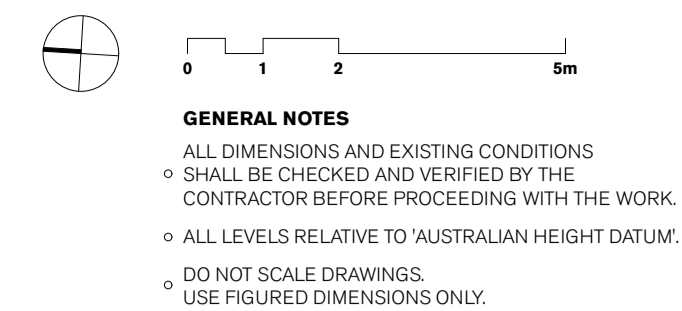 0 1 2 5m
GENERAL NOTES
ALL DIMENSIONS AND EXISTING CONDITIONS
SHALL BE CHECKED AND VERIFIED BY THE
CONTRACTOR BEFORE PROCEEDING WITH THE WORK.
ALL LEVELS RELATIVE TO 'AUSTRALIAN HEIGHT DATUM'.
DO NOT SCALE DRAWINGS.
USE FIGURED DIMENSIONS ONLY.